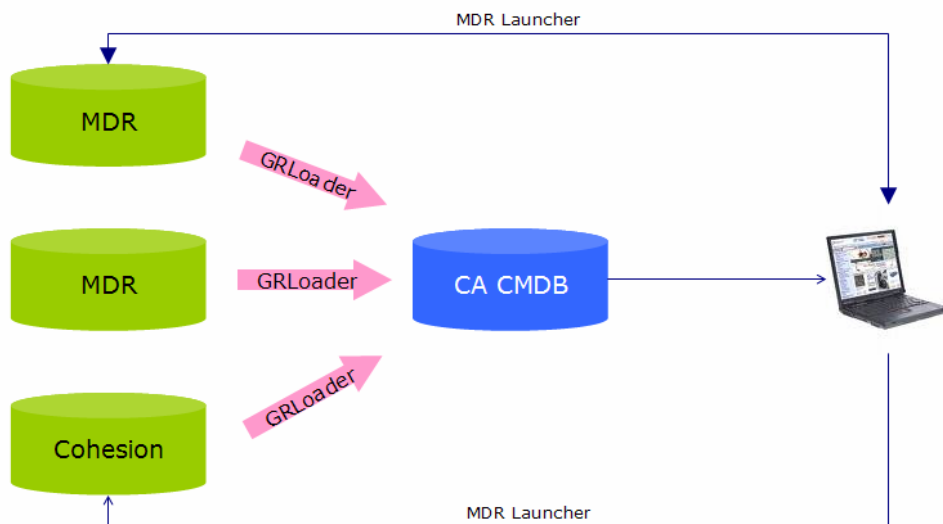 MDR Launcher
MDR
GRLoader
MDR
GRLoader
CA CMDB
GRLoader
Cohesion
MDR Launcher